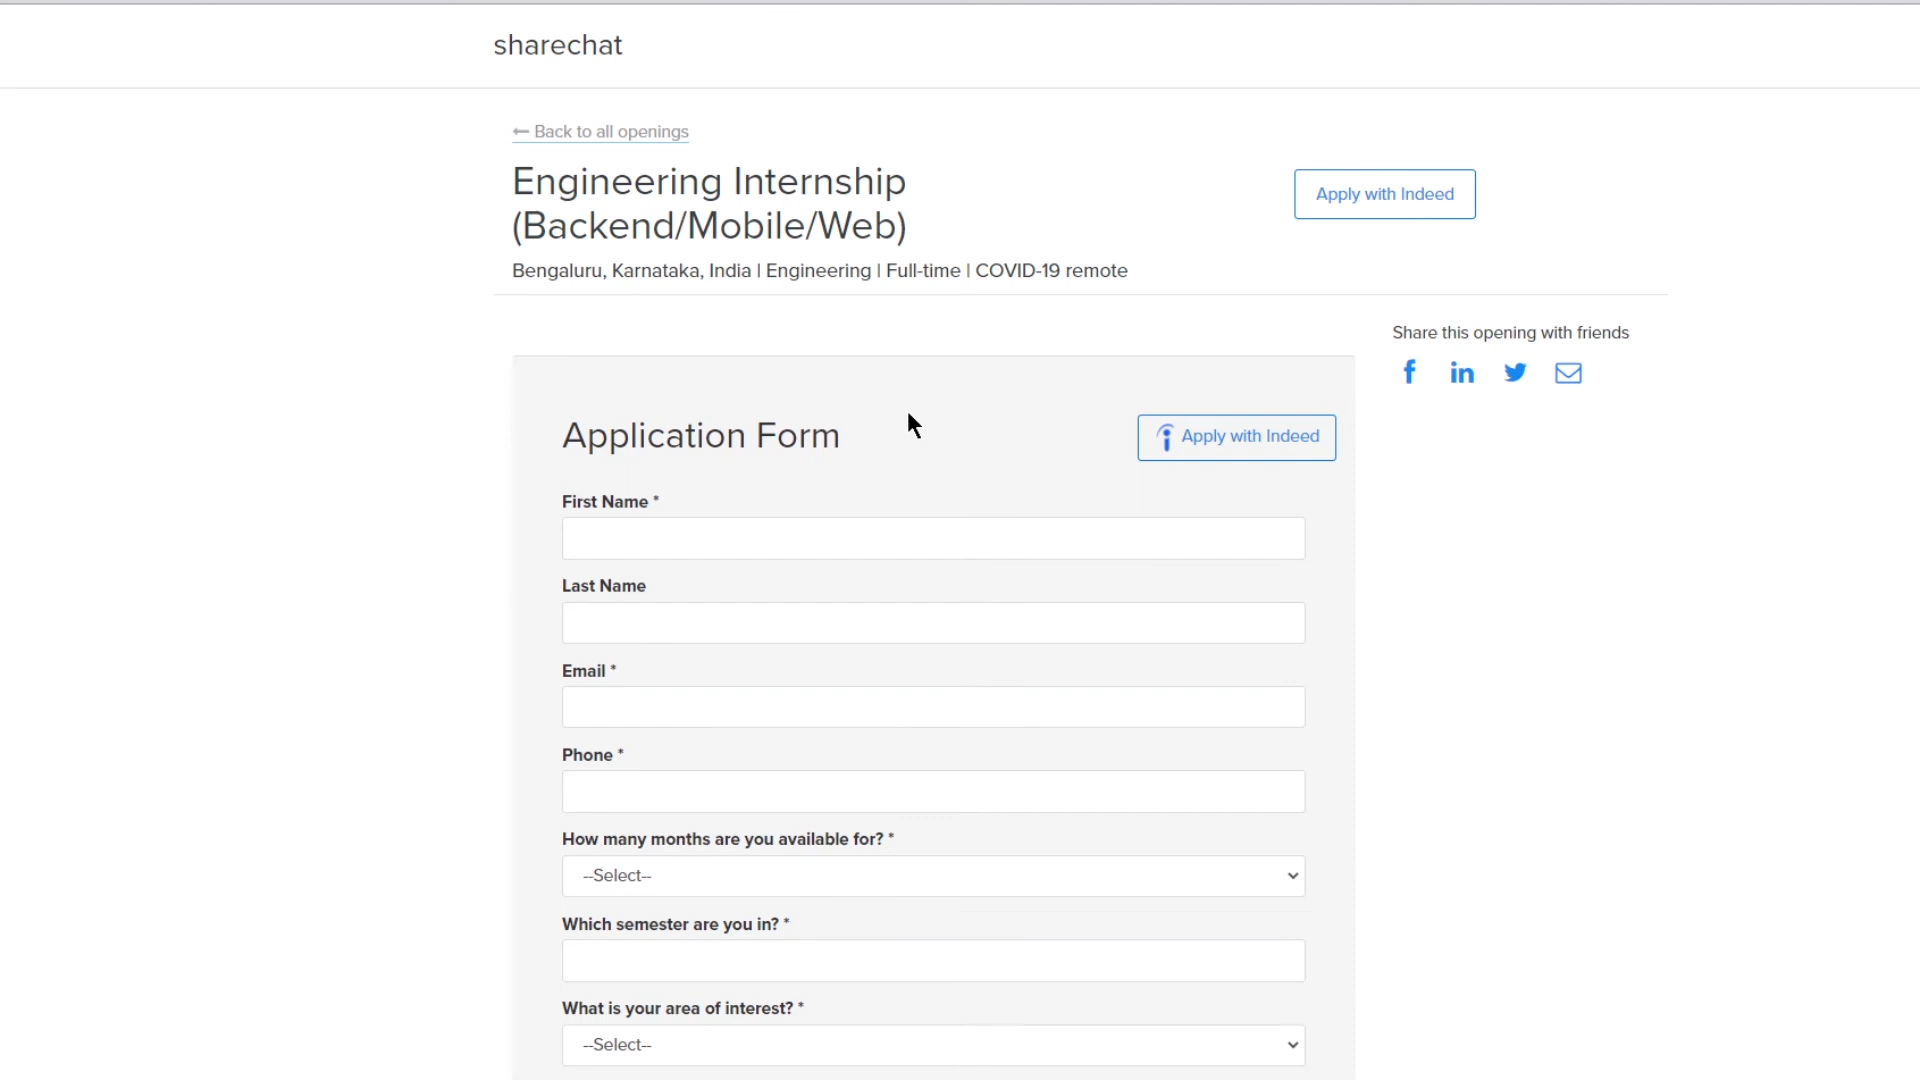 sharechat
Back to all openings
Engineering Internship
(Backend/Mobile/Web)
Apply with Indeed
Bengaluru, Karnataka, India | Engineering | Full-time | COVID-19 remote
Share this opening with friends
Application Form
Apply with Indeed
First Name *
Last Name
Email *
Phone *
How many months are you available for? *
--Select--
Which semester are you in? *
What is your area of interest? *
--Select--